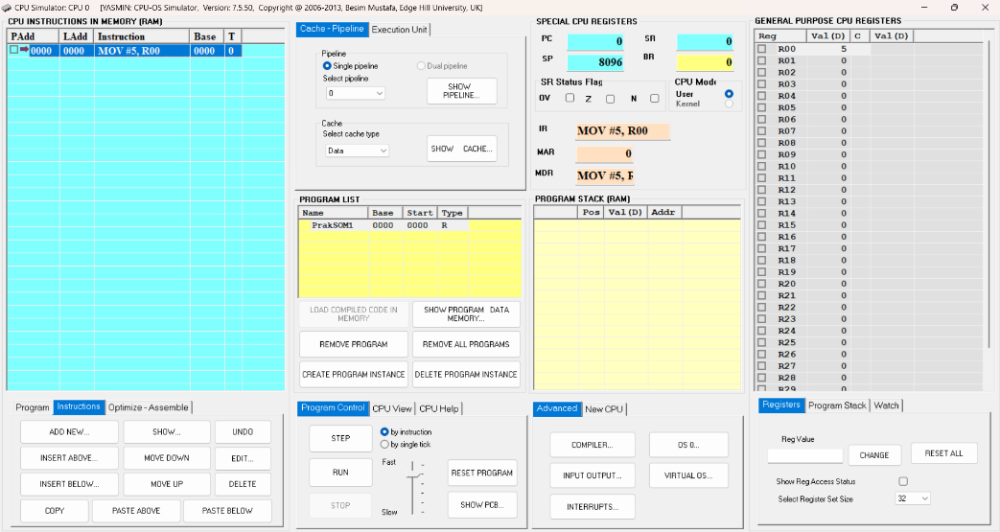 CPU Simulator: CPU 0 [YASMIN: CPU-OS Simulator, Version: 7.5.50, Copyright @ 2006-2013, Besim Mustafa, Edge Hill University, UK]
CPU INSTRUCTIONS IN MEMORY (RAM)
PAdd LAdd Instruction Base T
0000 0000 MOV #5, R00 0000 0
Program Instructions Optimize - Assemble
ADD NEW... SHOW... UNDO
INSERT ABOVE... MOVE DOWN EDIT...
INSERT BELOW... MOVE UP DELETE
COPY PASTE ABOVE PASTE BELOW
Cache - Pipeline Execution Unit
Pipeline
Single pipeline Dual pipeline
Select pipeline
0
SHOW
PIPELINE...
Cache
Select cache type
Data
SHOW CACHE...
PROGRAM LIST
Name Base Start Type
PrakSOM1 0000 0000 R
LOAD COMPILED CODE IN
MEMORY
SHOW PROGRAM DATA
MEMORY...
REMOVE PROGRAM REMOVE ALL PROGRAMS
CREATE PROGRAM INSTANCE DELETE PROGRAM INSTANCE
Program Control CPU View CPU Help
STEP
by instruction
by single tick
RUN
Fast
RESET PROGRAM
STOP
Slow
SHOW PCB...
SPECIAL CPU REGISTERS
PC 0 SR 0
SP 8096 BR 0
SR Status Flag
OV Z N
CPU Mode
User
Kernel
IR MOV #5, R00
MAR 0
MDR MOV #5, F
PROGRAM STACK (RAM)
Pos Val(D) Addr
Advanced New CPU
COMPILER... OS 0...
INPUT OUTPUT... VIRTUAL OS...
INTERRUPTS...
GENERAL PURPOSE CPU REGISTERS
Reg Val(D) C Val(D)
R00 5
R01 0
R02 0
R03 0
R04 0
R05 0
R06 0
R07 0
R08 0
R09 0
R10 0
R11 0
R12 0
R13 0
R14 0
R15 0
R16 0
R17 0
R18 0
R19 0
R20 0
R21 0
R22 0
R23 0
R24 0
R25 0
R26 0
R27 0
R28 0
R29 0
Registers Program Stack Watch
Reg Value
CHANGE RESET ALL
Show Reg Access Status
Select Register Set Size 32